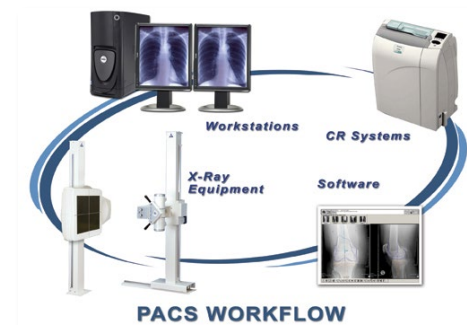 Workstations
CR Systems
X-Ray
Equipment
Software
PACS WORKFLOW